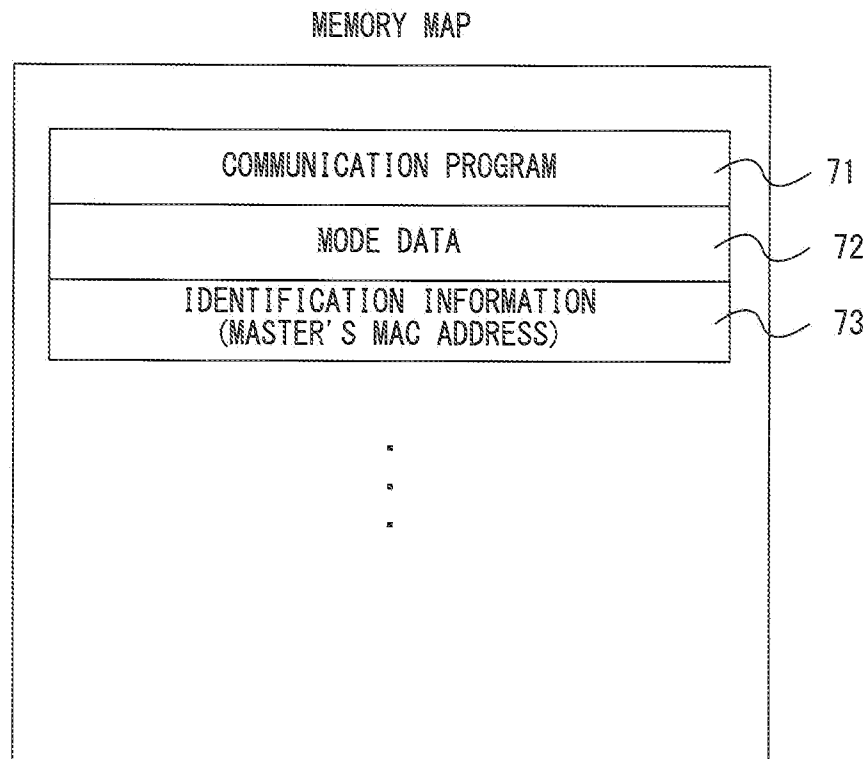 MEMORY MAP
COMMUNICATION PROGRAM
71
MODE DATA
72
IDENTIFICATION INFORMATION
(MASTER'S MAC ADDRESS)
73